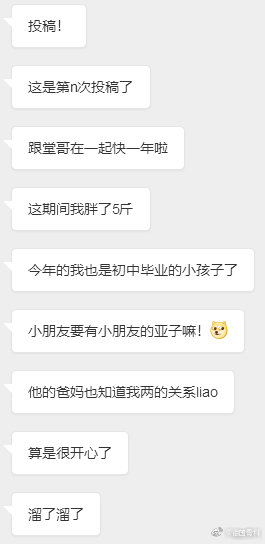 投稿！
这是第n次投稿了
跟堂哥在一起快一年啦
这期间我胖了5斤
今年的我也是初中毕业的小孩子了
小朋友要有小朋友的亚子嘛！
他的爸妈也知道我两的关系liao
算是很开心了
溜了溜了